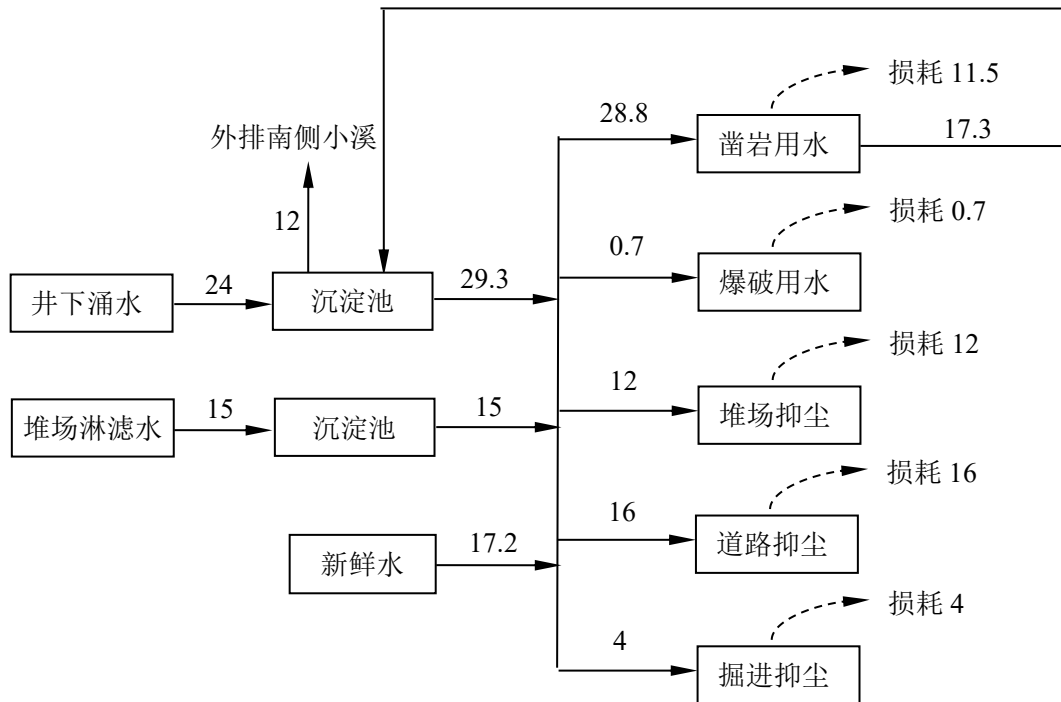 损耗 11.5
28.8
凿岩用水
17.3
外排南侧小溪
12
损耗 0.7
0.7
爆破用水
井下涌水
24
沉淀池
29.3
损耗 12
12
堆场抑尘
堆场淋滤水
15
沉淀池
15
损耗 16
16
道路抑尘
新鲜水
17.2
损耗 4
4
掘进抑尘